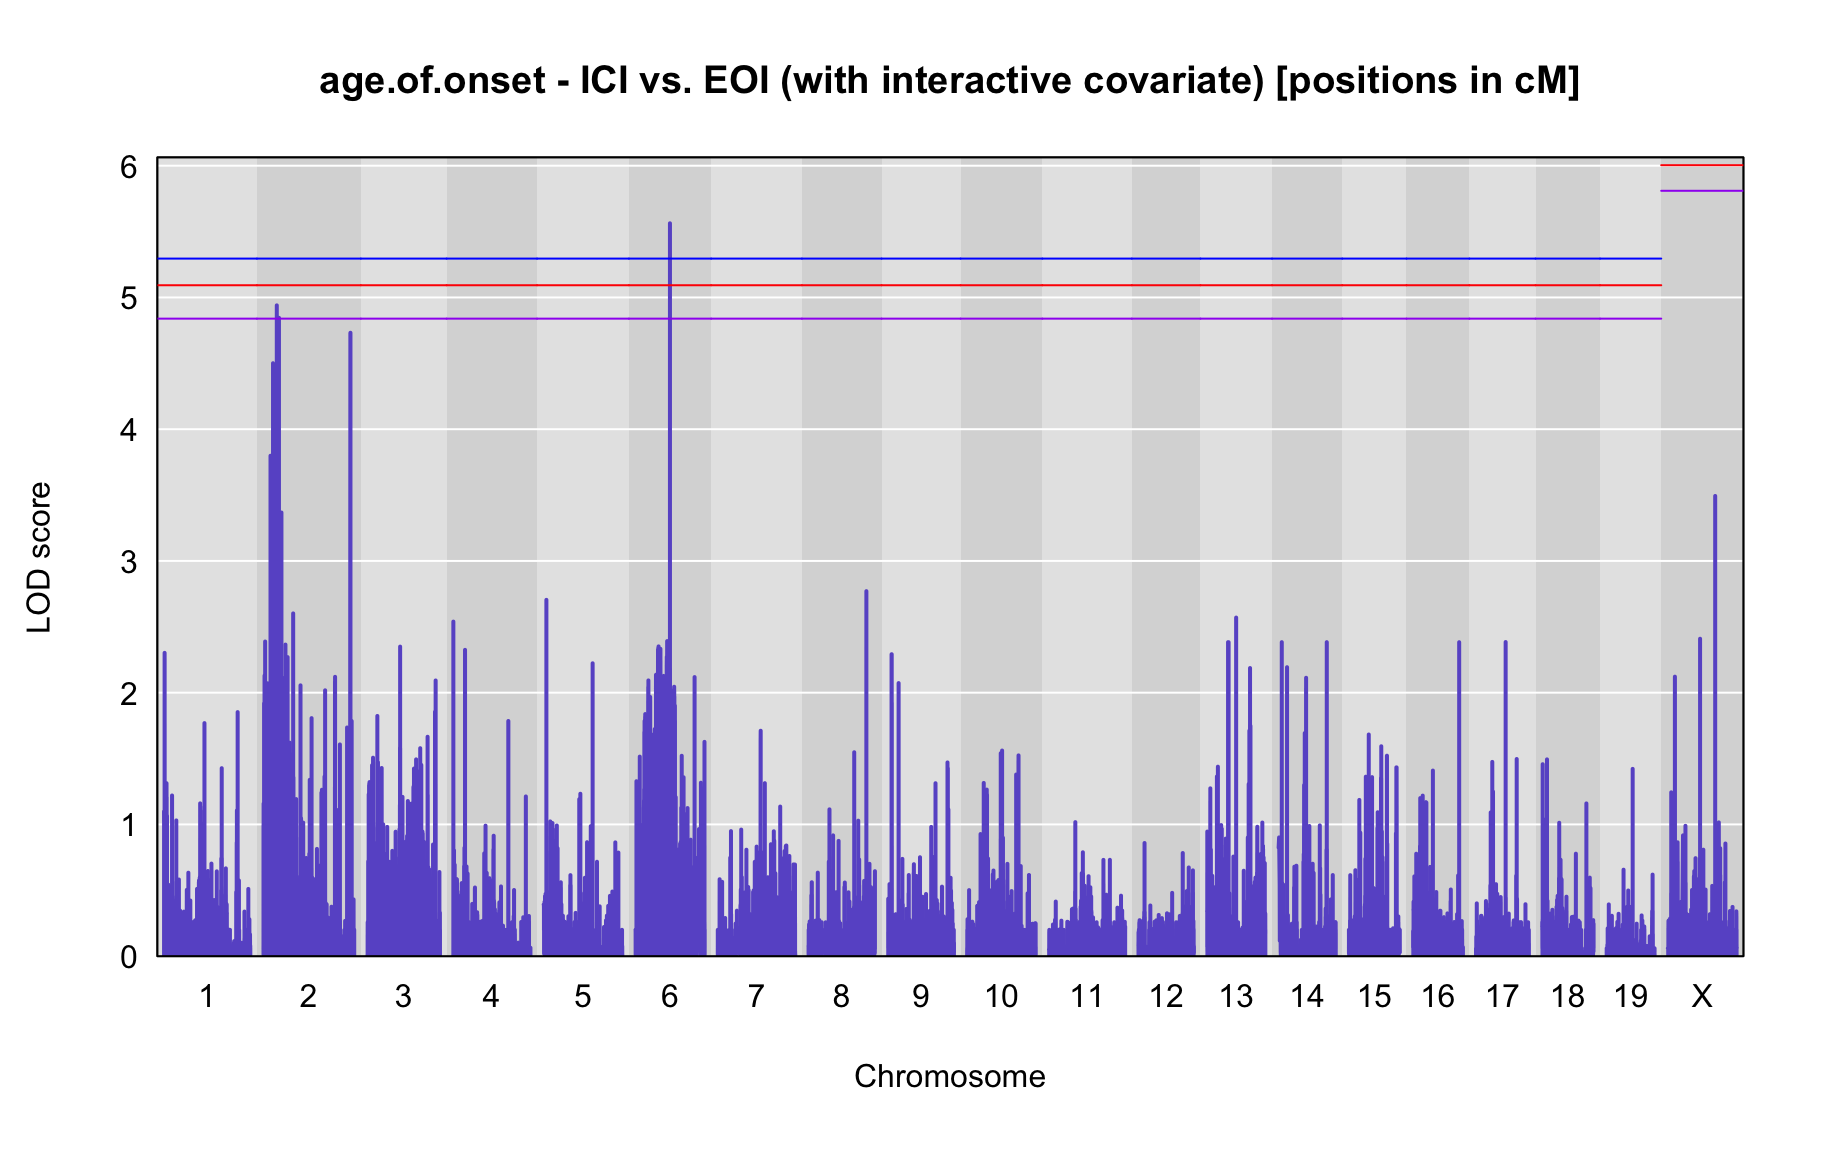 age.of.onset - ICI vs. EOI (with interactive covariate) [positions in cM]
6
5
4
3
2
1
0
LOD score
1 2 3 4 5 6 7 8 9 10 11 12 13 14 15 16 17 18 19 X
Chromosome